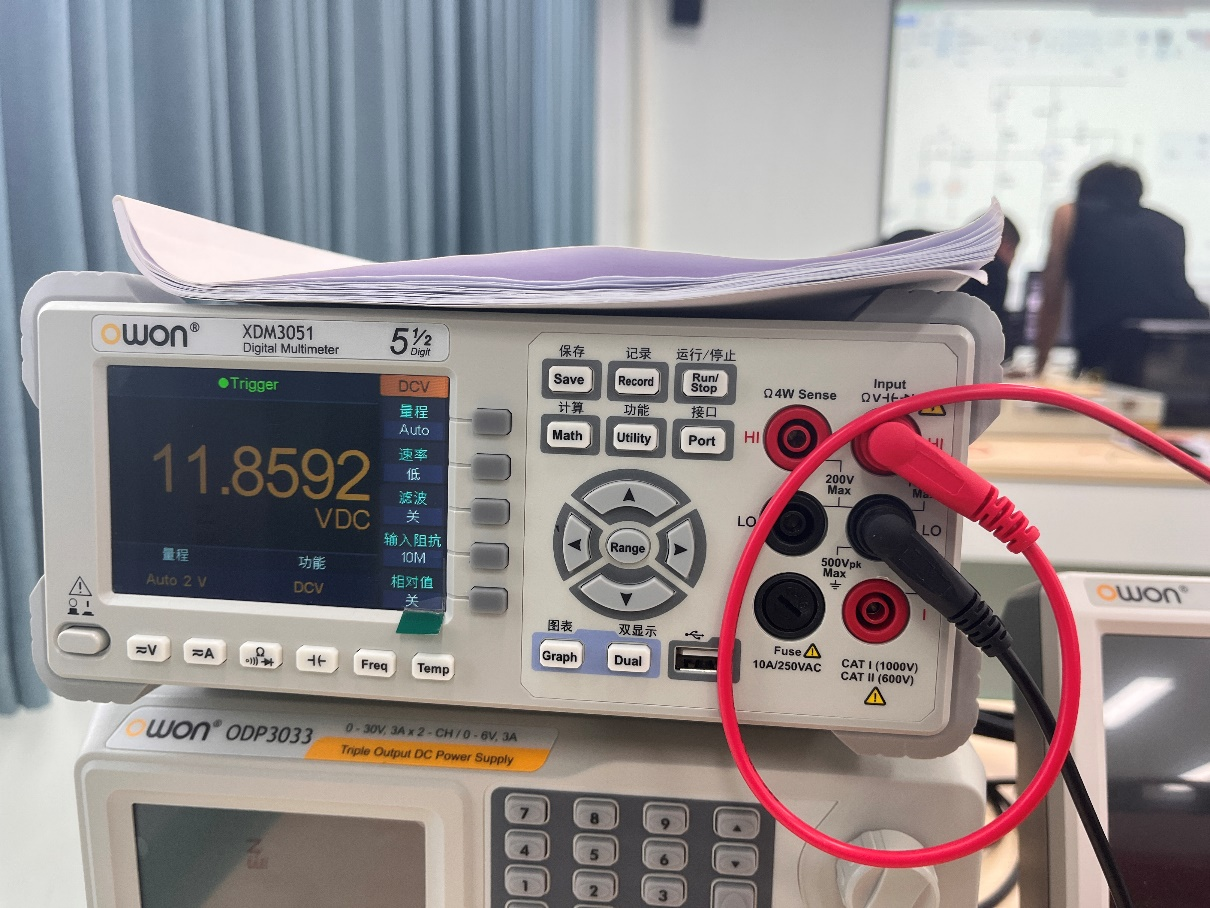 owon®
XDM3051
Digital Multimeter
5½
Digit
Trigger
DCV
11.8592
VDC
量程
Auto 2 V
功能
DCV
量程
Auto
速率
低
滤波
关
输入阻抗
10M
相对值
关
保存
Save
记录
Record
运行/停止
Run/
Stop
计算
Math
功能
Utility
接口
Port
Range
图表
Graph
双显示
Dual
≂V
≂A
Ω
Freq
Temp
Ω 4W Sense
Input
HI
HI
200V
Max
LO
LO
500Vpk
Max
I
Fuse
10A/250VAC
CAT I (1000V)
CAT II (600V)
owon®
owon® ODP3033
0 - 30V, 3A x 2 - CH / 0 - 6V, 3A
Triple Output DC Power Supply
7
8
9
4
5
6
1
2
3